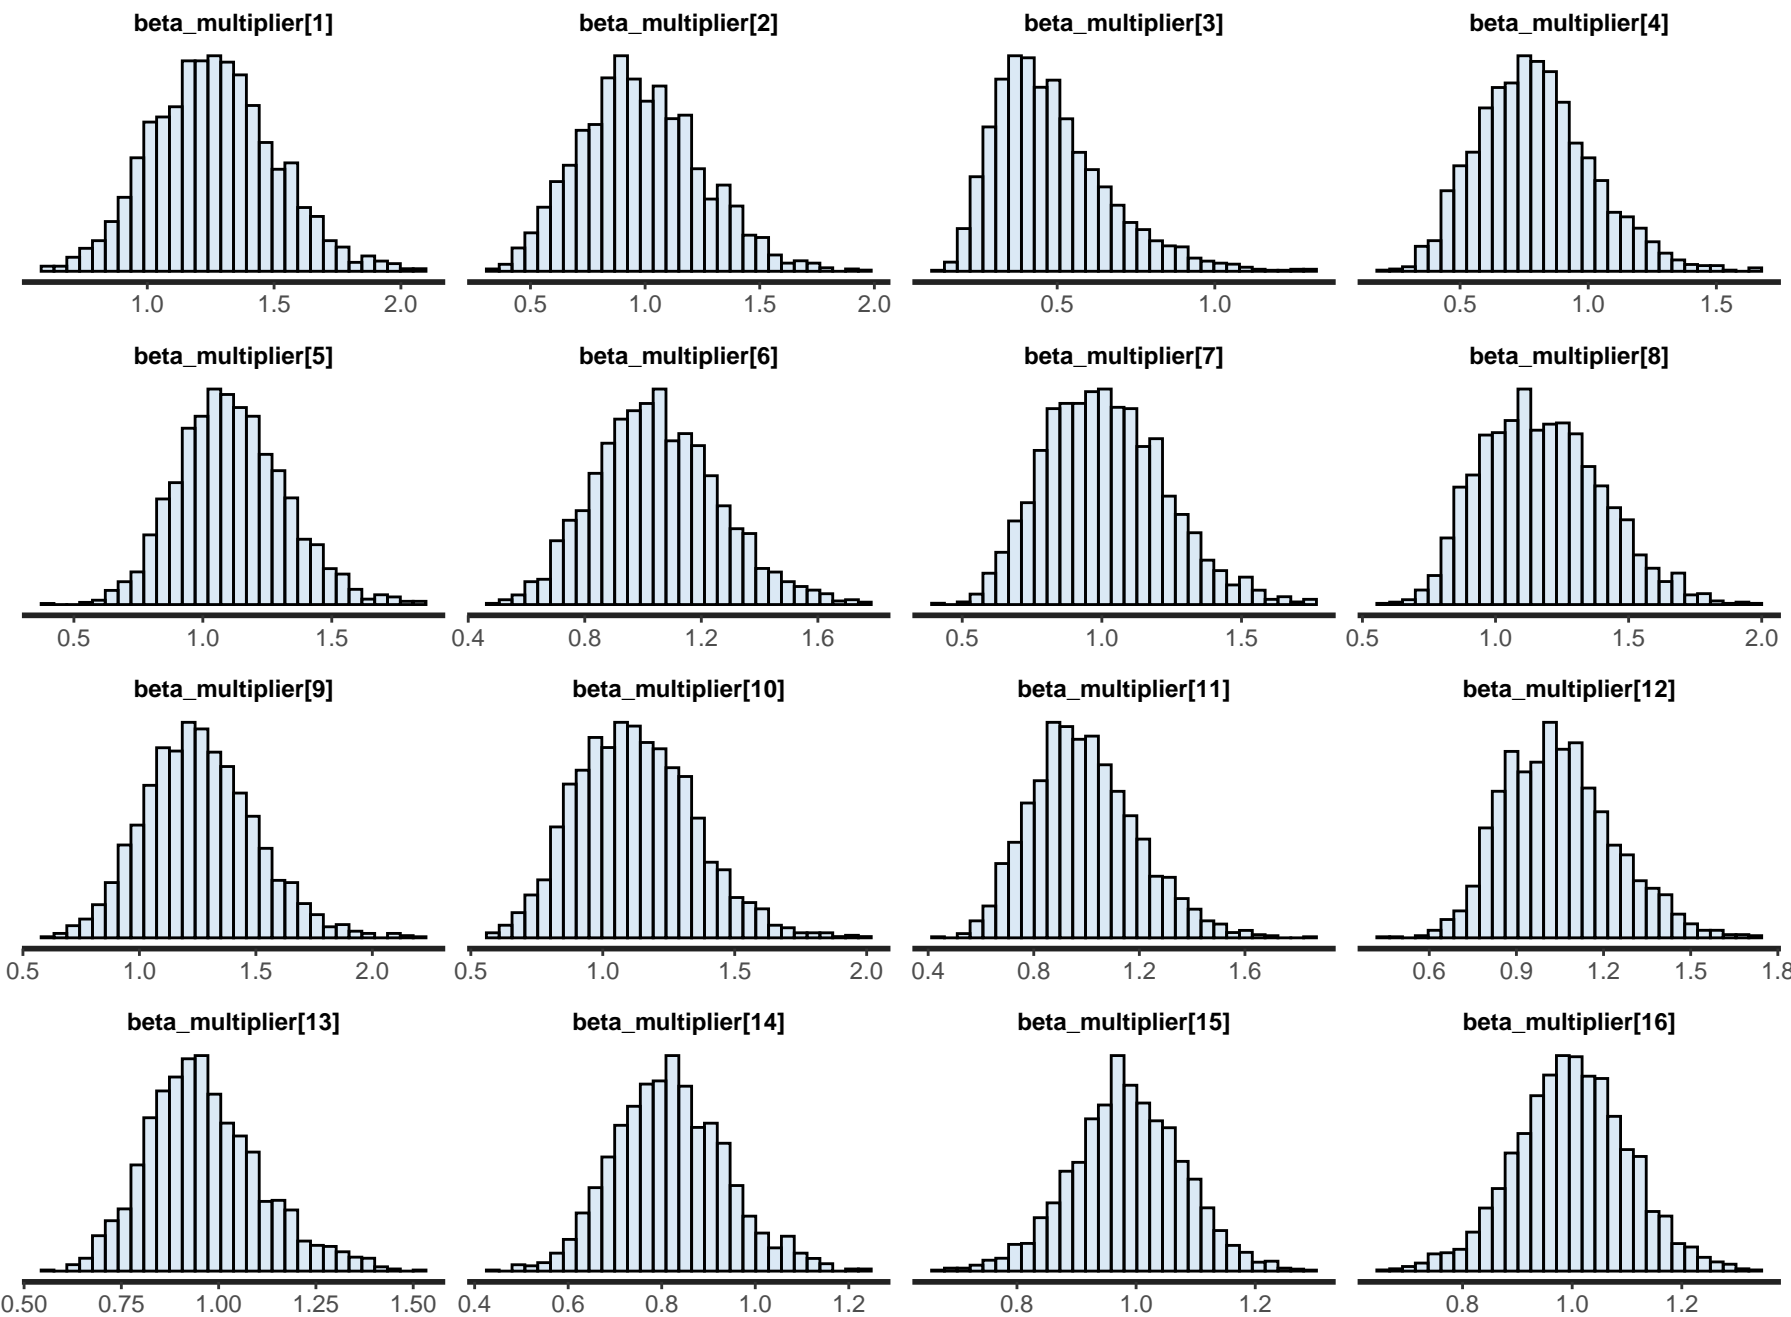 beta_multiplier[1] beta_multiplier[2] beta_multiplier[3] beta_multiplier[4]
1.0 1.5 2.0 0.5 1.0 1.5 2.0 0.5 1.0 0.5 1.0 1.5
beta_multiplier[5] beta_multiplier[6] beta_multiplier[7] beta_multiplier[8]
0.5 1.0 1.5 0.4 0.8 1.2 1.6 0.5 1.0 1.5 0.5 1.0 1.5 2.0
beta_multiplier[9] beta_multiplier[10] beta_multiplier[11] beta_multiplier[12]
0.5 1.0 1.5 2.0 0.5 1.0 1.5 2.0 0.4 0.8 1.2 1.6 0.6 0.9 1.2 1.5 1.8
beta_multiplier[13] beta_multiplier[14] beta_multiplier[15] beta_multiplier[16]
0.50 0.75 1.00 1.25 1.50 0.4 0.6 0.8 1.0 1.2 0.8 1.0 1.2 0.8 1.0 1.2